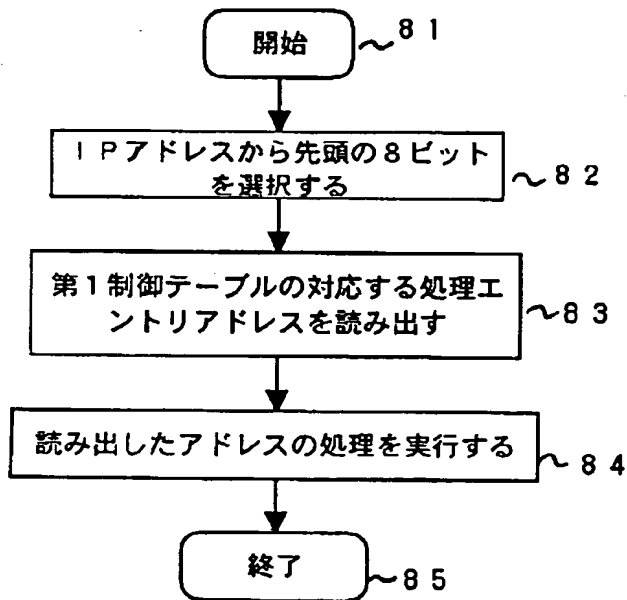 開始
～８１
ＩＰアドレスから先頭の８ビット
を選択する
～８２
第１制御テーブルの対応する処理エ
ントリアドレスを読み出す
～８３
読み出したアドレスの処理を実行する
～８４
終了
～８５